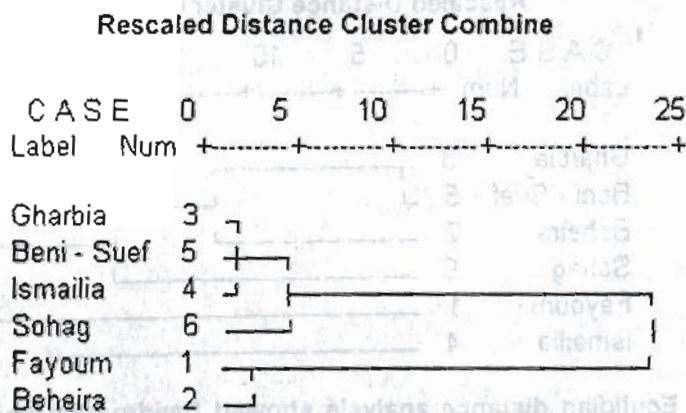 Rescaled Distance Cluster Combine
C A S E 0 5 10 15 20 25
Label Num
Gharbia 3
Beni - Suef 5
Ismailia 4
Sohag 6
Fayoum 1
Beheira 2